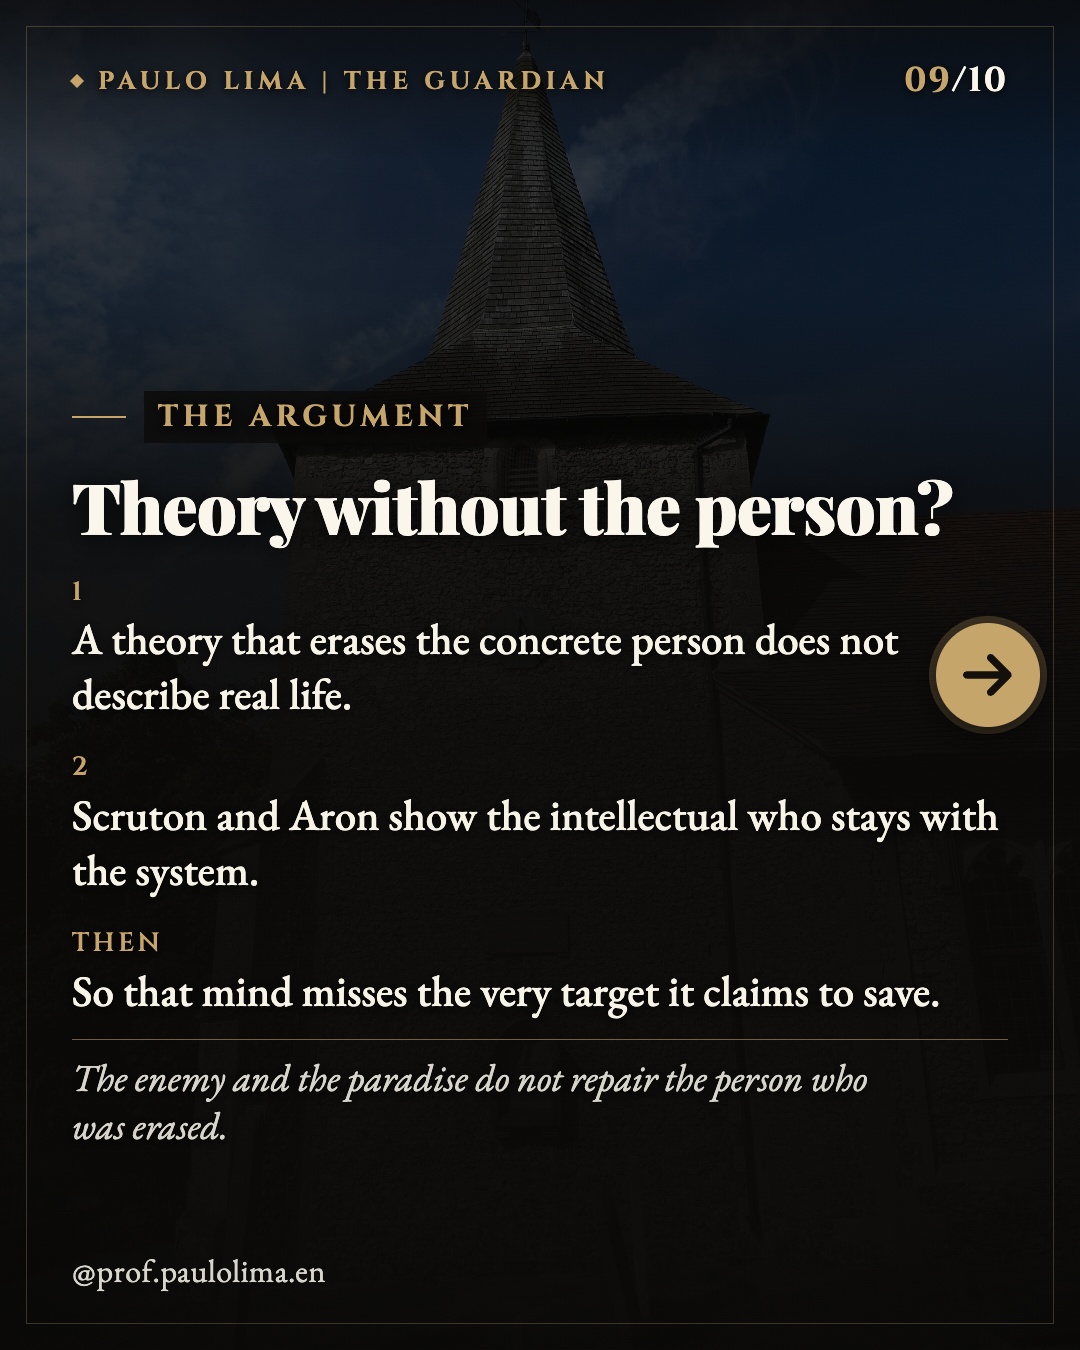 ◆ PAULO LIMA | THE GUARDIAN
09/10
THE ARGUMENT
Theory without the person?
1
A theory that erases the concrete person does not
describe real life.
2
Scruton and Aron show the intellectual who stays with
the system.
THEN
So that mind misses the very target it claims to save.
The enemy and the paradise do not repair the person who
was erased.
@prof.paulolima.en